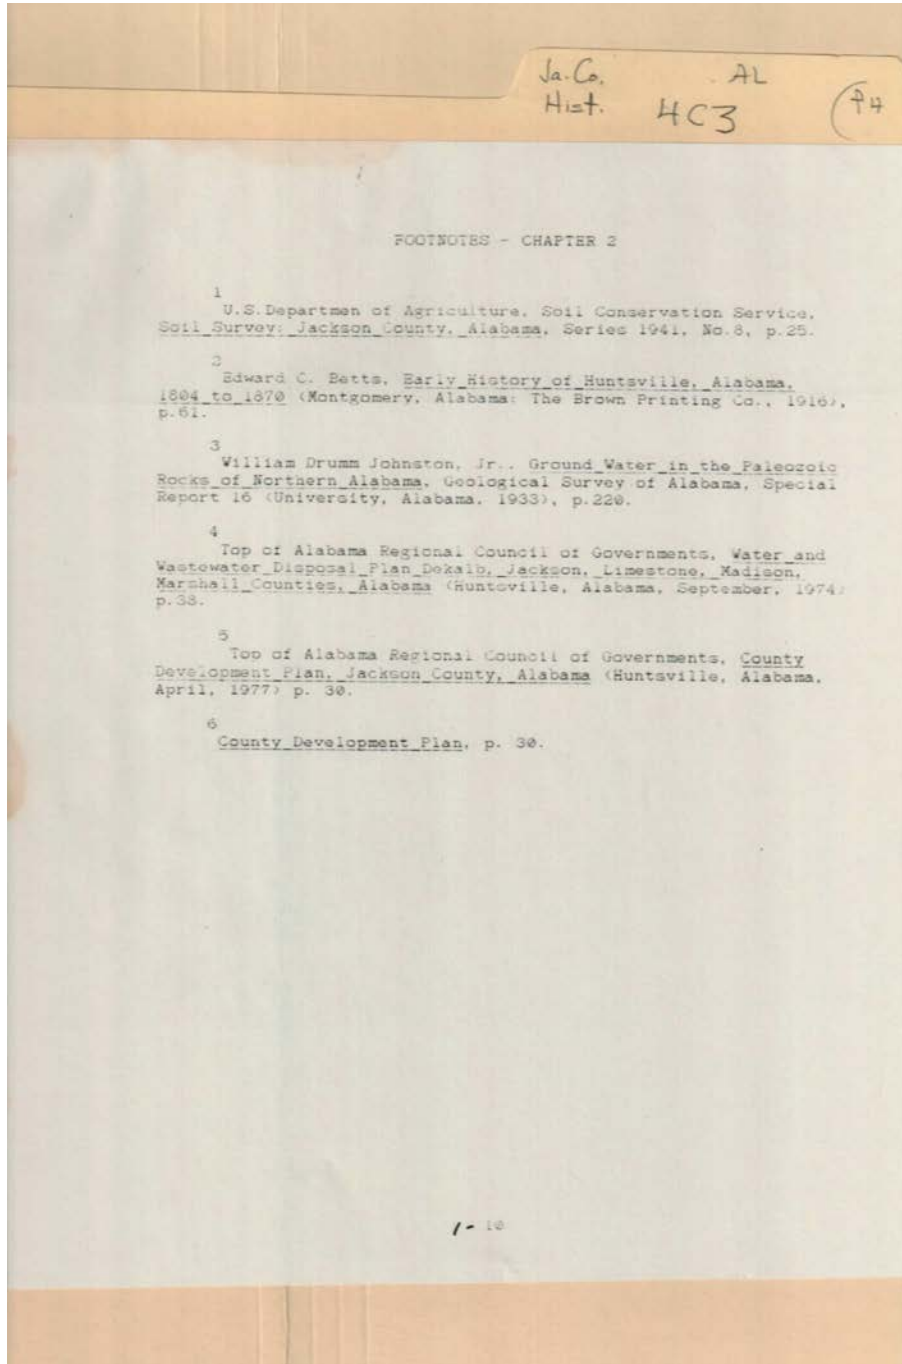 Ja.Co. AL
Hist. 4C3 (P4
FOOTNOTES - CHAPTER 2
1
U.S.Departmen of Agriculture, Soil Conservation Service,
Soil Survey: Jackson County, Alabama, Series 1941, No.8, p.25.
2
Edward C. Betts, Early History of Huntsville, Alabama,
1804 to 1870 (Montgomery, Alabama: The Brown Printing Co., 1916),
p.61.
3
William Drumm Johnston, Jr., Ground Water in the Paleozoic
Rocks of Northern Alabama, Geological Survey of Alabama, Special
Report 16 (University, Alabama, 1933), p.220.
4
Top of Alabama Regional Council of Governments, Water and
Wastewater Disposal Plan Dekalb, Jackson, Limestone, Madison,
Marshall Counties, Alabama (Huntsville, Alabama, September, 1974)
p.38.
5
Top of Alabama Regional Council of Governments, County
Development Plan, Jackson County, Alabama (Huntsville, Alabama,
April, 1977) p. 30.
6
County Development Plan, p. 30.
1- 10